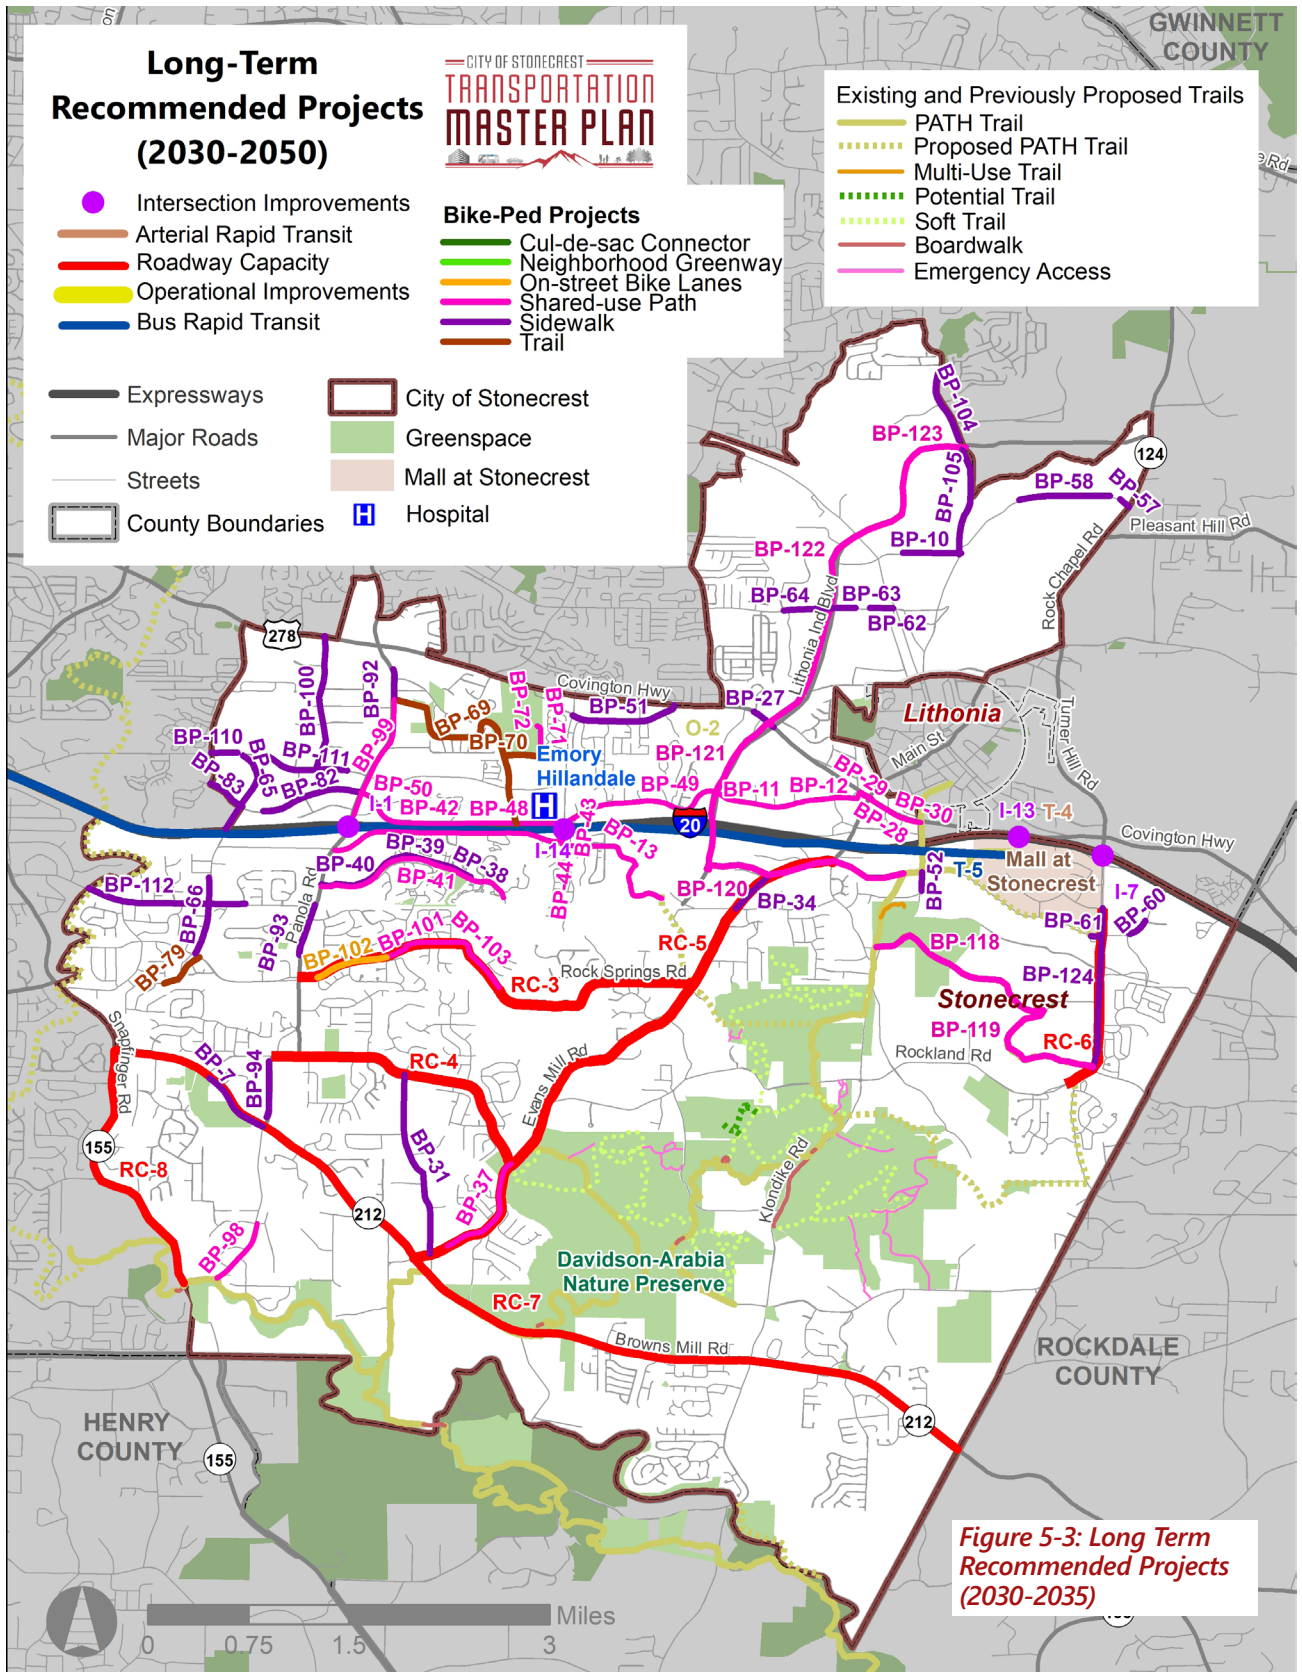 Long-Term
Recommended Projects
(2030-2050)
CITY OF STONECREST
TRANSPORTATION
MASTER PLAN
Intersection Improvements
Arterial Rapid Transit
Roadway Capacity
Operational Improvements
Bus Rapid Transit
Bike-Ped Projects
Cul-de-sac Connector
Neighborhood Greenway
On-street Bike Lanes
Shared-use Path
Sidewalk
Trail
Expressways
Major Roads
Streets
County Boundaries
City of Stonecrest
Greenspace
Mall at Stonecrest
H Hospital
Existing and Previously Proposed Trails
PATH Trail
Proposed PATH Trail
Multi-Use Trail
Potential Trail
Soft Trail
Boardwalk
Emergency Access
GWINNETT
COUNTY
on
e Rd
BP-104
BP-123
BP-105
124
BP-58
BP-57
Pleasant Hill Rd
BP-10
BP-122
Rock Chapel Rd
BP-64
BP-63
BP-62
Lithonia Ind Blvd
278
BP-100
BP-92
Covington Hwy
BP-72
BP-71
BP-51
BP-27
O-2
Lithonia
Main St
Turner Hill Rd
BP-69
BP-70
BP-110
BP-111
BP-99
BP-65
BP-83
BP-82
Emory
Hillandale
BP-121
BP-50
BP-49
BP-11
BP-12
BP-29
BP-30
BP-28
I-1
BP-42
BP-48
H
BP-43
20
I-13
T-4
Covington Hwy
BP-13
I-14
BP-39
BP-38
BP-40
BP-41
BP-44
Mall at
Stonecrest
T-5
BP-52
I-7
BP-112
BP-66
BP-120
BP-34
BP-61
BP-60
Panola Rd
BP-93
BP-101
BP-102
BP-103
RC-5
BP-118
BP-79
RC-3
Rock Springs Rd
BP-124
Stonecrest
BP-119
RC-6
Rockland Rd
Snapfinger Rd
BP-7
BP-94
RC-4
Evans Mill Rd
155
BP-31
RC-8
BP-37
Klondike Rd
212
BP-98
Davidson-Arabia
Nature Preserve
RC-7
Browns Mill Rd
ROCKDALE
COUNTY
212
HENRY
COUNTY
155
Figure 5-3: Long Term
Recommended Projects
(2030-2035)
Miles
0 0.75 1.5 3